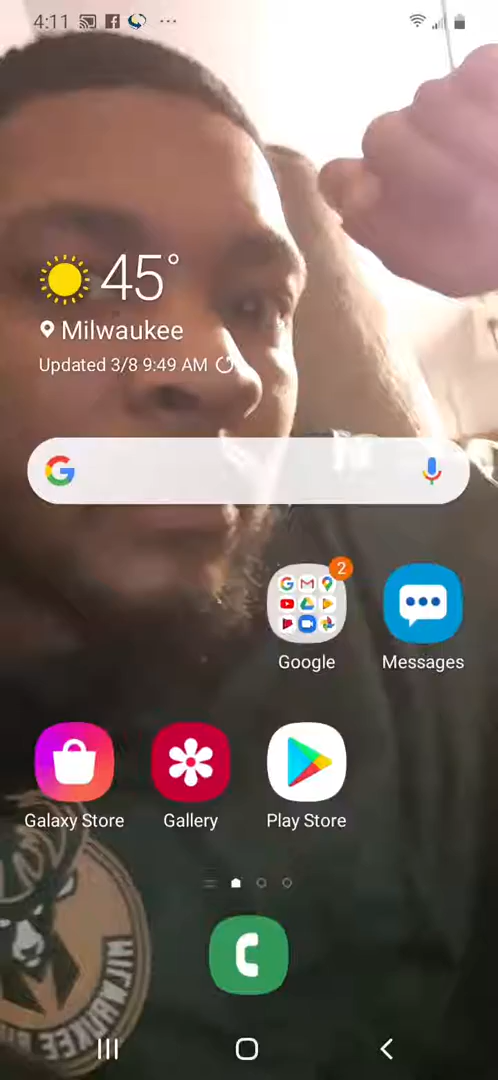 4:11
45°
Milwaukee
Updated 3/8 9:49 AM
2
Google
Messages
Galaxy Store
Gallery
Play Store
MILWAUKEE